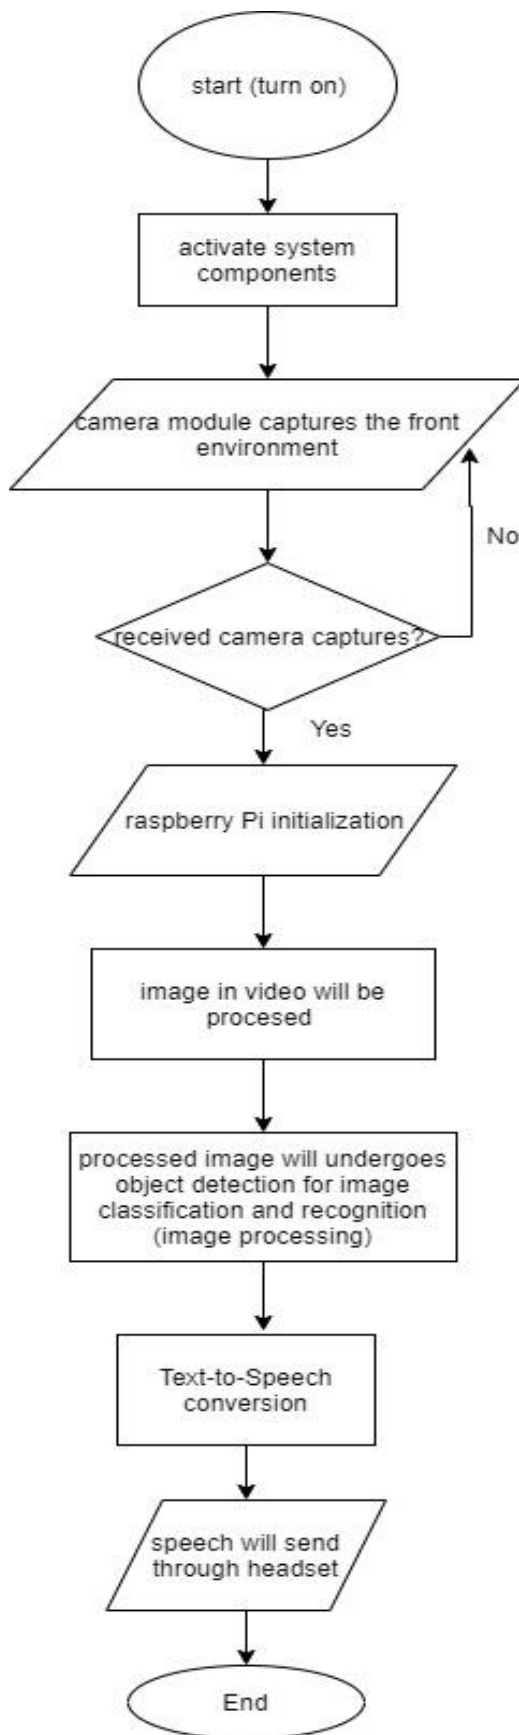 start (turn on)
activate system
components
camera module captures the front
environment
No
received camera captures?
Yes
raspberry Pi initialization
image in video will be
procesed
processed image will undergoes
object detection for image
classification and recognition
(image processing)
Text-to-Speech
conversion
speech will send
through headset
End